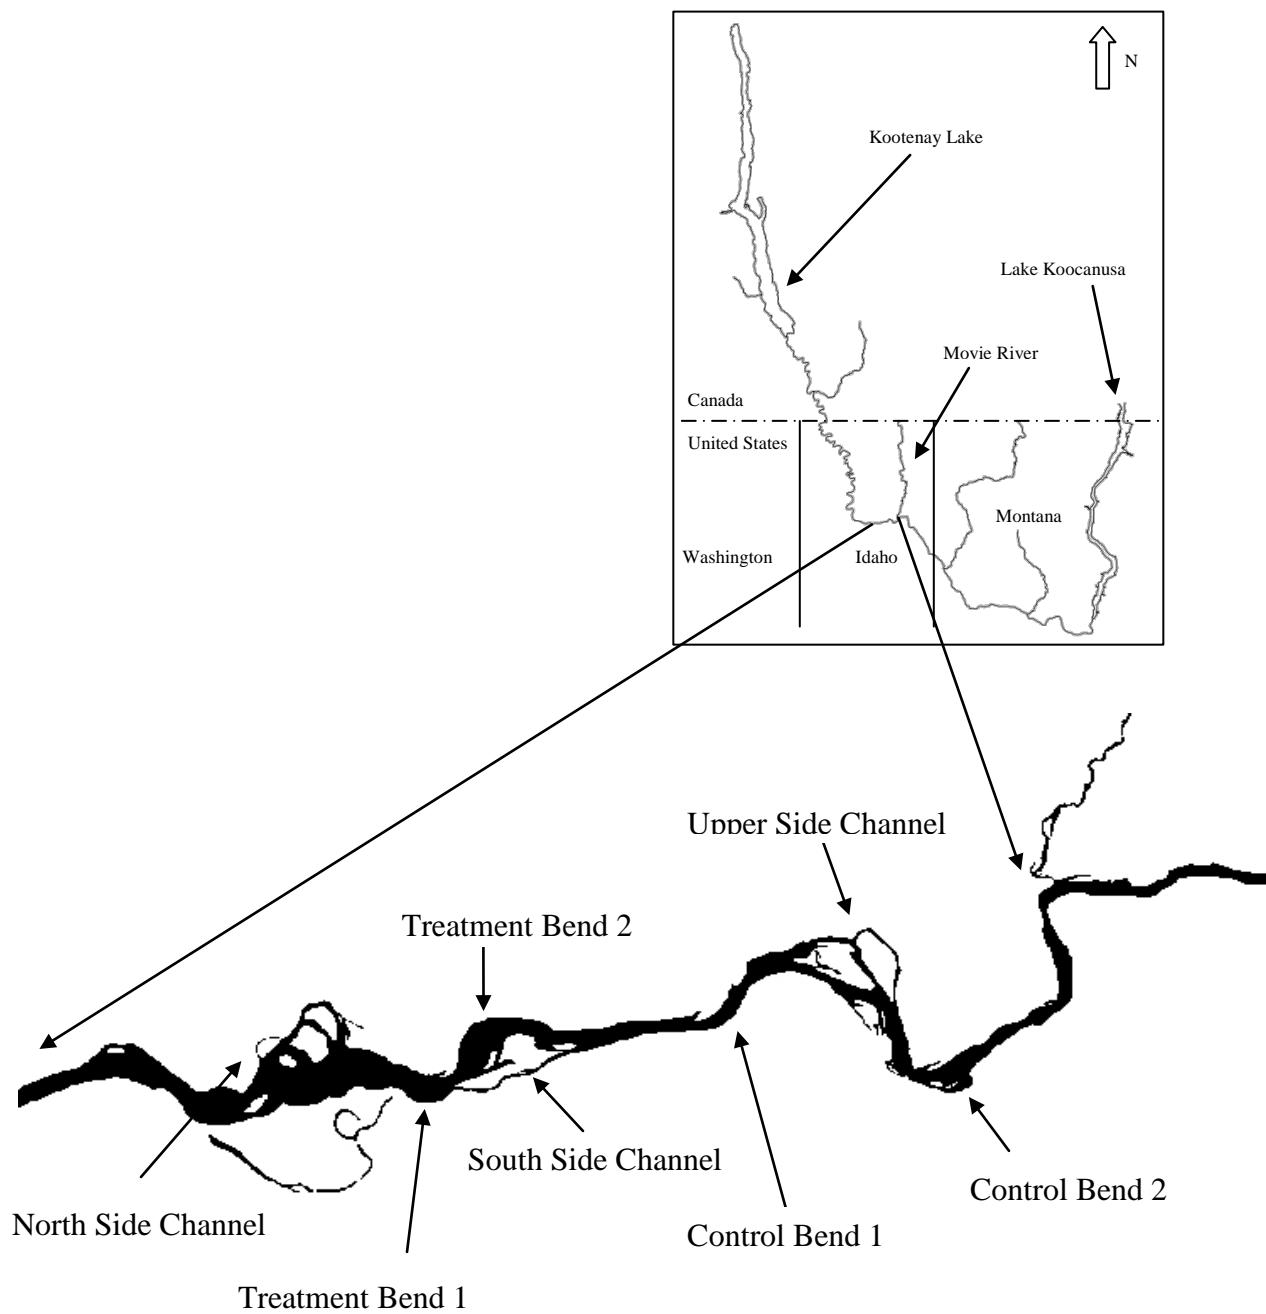 N
Kootenay Lake
Lake Koocanusa
Movie River
Canada
United States
Montana
Washington
Idaho
Upper Side Channel
Treatment Bend 2
South Side Channel
Control Bend 2
North Side Channel
Control Bend 1
Treatment Bend 1